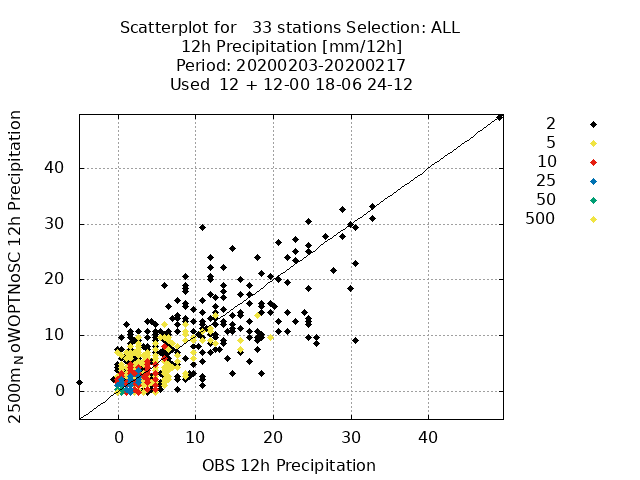 Scatterplot for   33 stations Selection: ALL
12h Precipitation [mm/12h]
Period: 20200203-20200217
Used  12 + 12-00 18-06 24-12
2500m_NoWOPTNoSC 12h Precipitation
40
30
20
10
0
0 10 20 30 40
OBS 12h Precipitation
2
5
10
25
50
500